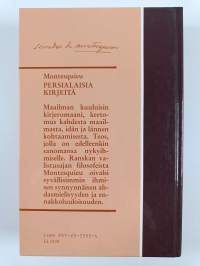 Montesquieu
PERSIALAISIA
KIRJEITÄ
Maailman kuuluisin
kirjeromaani, kerto-
mus kahdesta maail-
masta, idän ja lännen
kohtaamisesta. Teos,
jolla on edelleenkin
sanomansa nykyih-
miselle. Ranskan va-
listusajan filosofeista
Montesquieu oivalsi
syvällisimmin ihmi-
sen synnynnäisen ah-
dasmielisyyden ja en-
nakkoluuloisuuden.